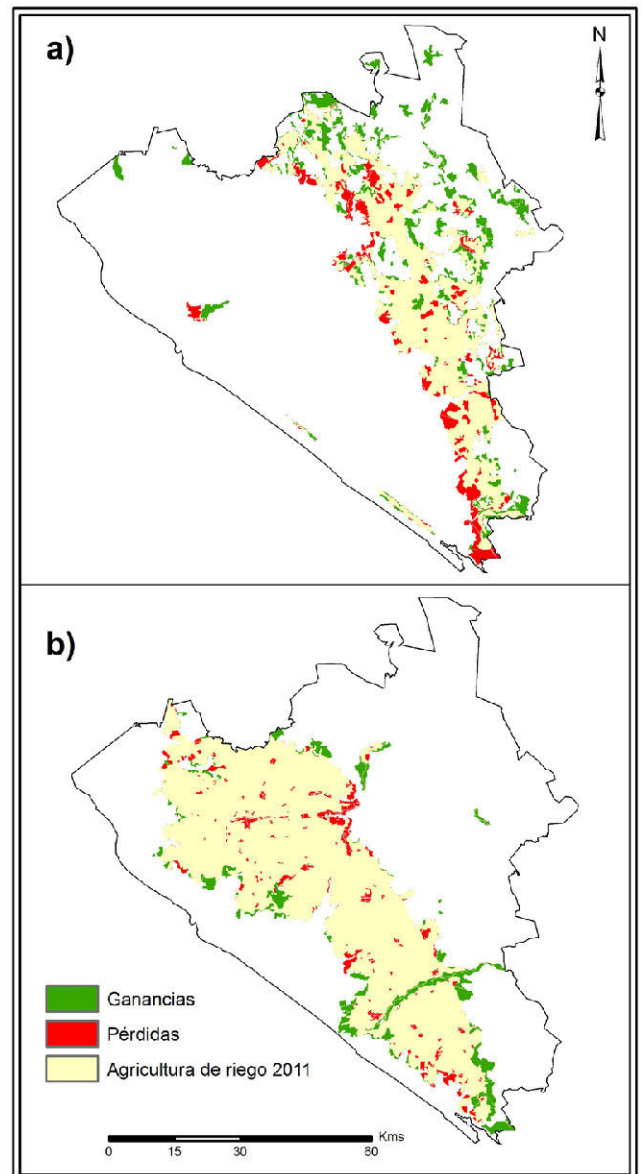 a)
N
b)
Ganancias
Pérdidas
Agricultura de riego 2011
Kms
0 15 30 60